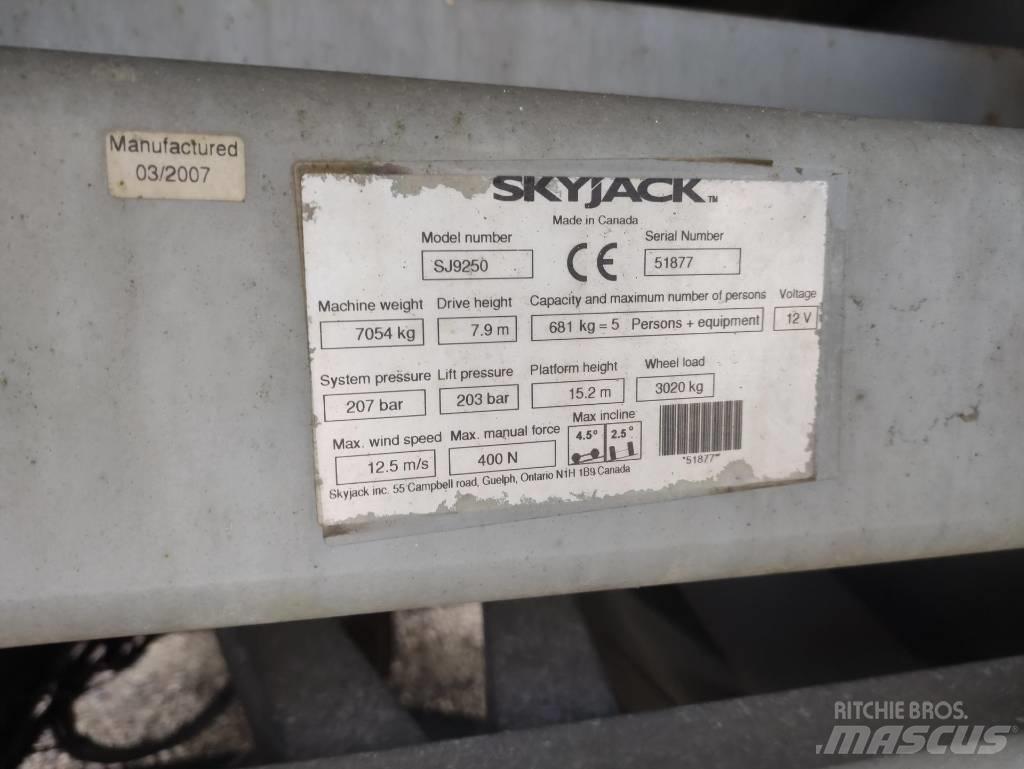 Manufactured
03/2007
SKYJACK™
Made in Canada
Model number
SJ9250
CE
Serial Number
51877
Machine weight Drive height Capacity and maximum number of persons Voltage
7054 kg 7.9 m 681 kg = 5 Persons + equipment 12 V
System pressure Lift pressure Platform height Wheel load
207 bar 203 bar 15.2 m 3020 kg
Max. wind speed Max. manual force Max incline
12.5 m/s 400 N 4.5° 2.5°
*51877*
Skyjack inc. 55 Campbell road, Guelph, Ontario N1H 1B9 Canada
RITCHIE BROS.
MASCUS